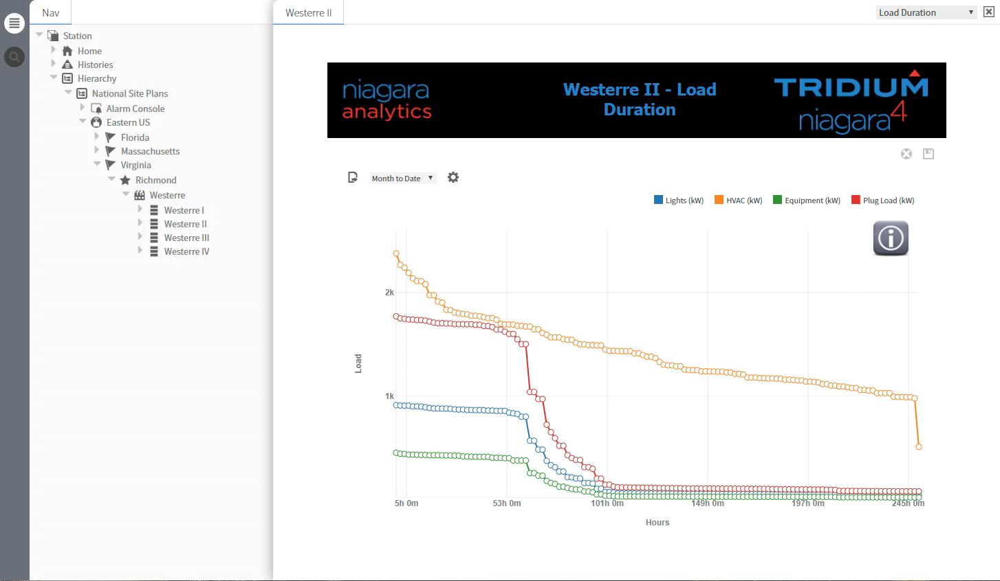 Nav
Westerre II
Load Duration
Station
Home
Histories
Hierarchy
National Site Plans
Alarm Console
Eastern US
Florida
Massachusetts
Virginia
Richmond
Westerre
Westerre I
Westerre II
Westerre III
Westerre IV
niagara
analytics
Westerre II - Load
Duration
TRIDIUM
niagara4
Month to Date
Lights (kW) HVAC (kW) Equipment (kW) Plug Load (kW)
2k
1k
Load
5h 0m 53h 0m 101h 0m 149h 0m 197h 0m 245h 0m
Hours